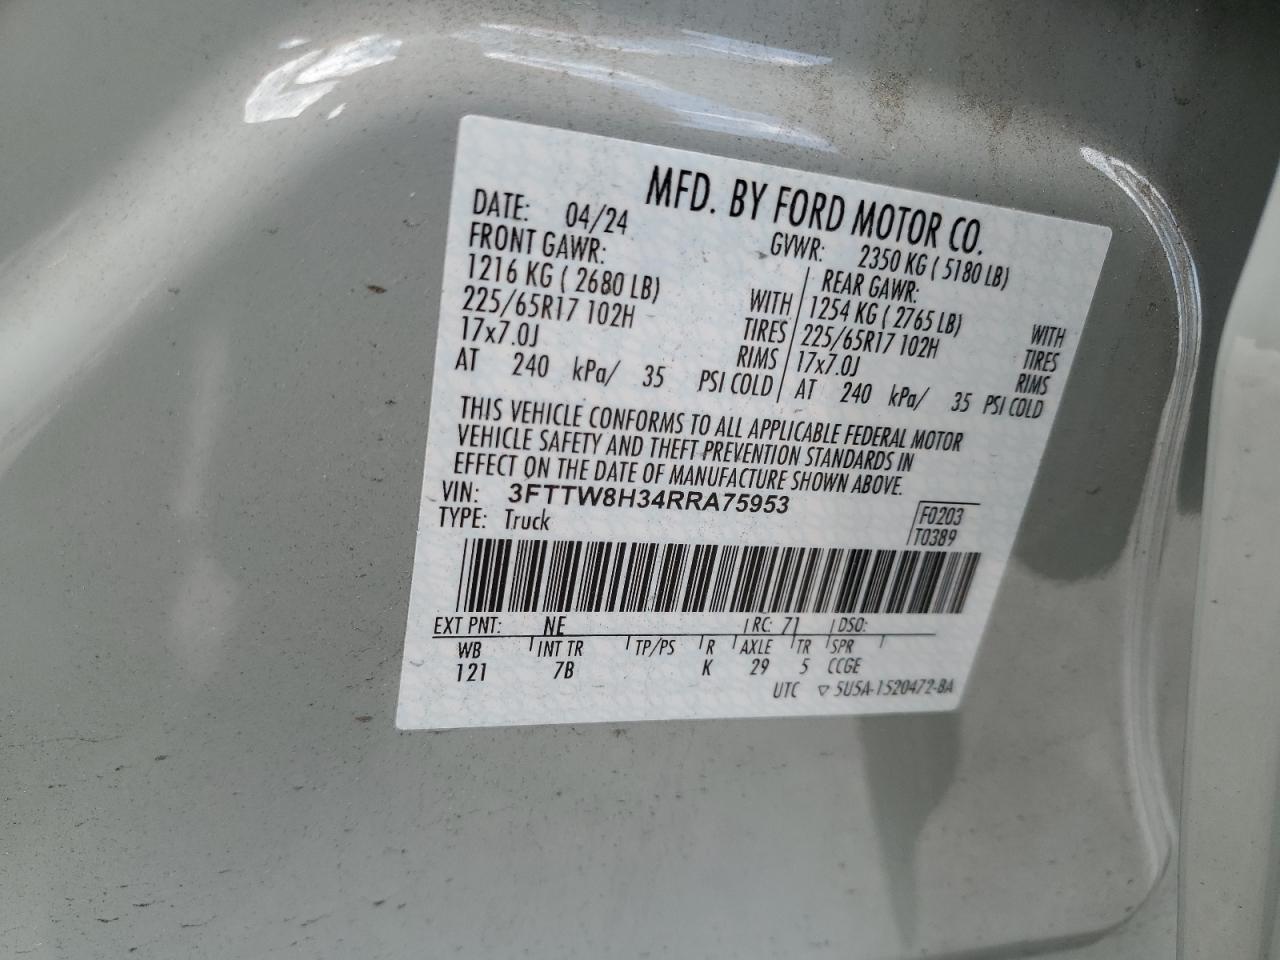 MFD. BY FORD MOTOR CO.
DATE: 04/24 GVWR: 2350 KG ( 5180 LB)
FRONT GAWR: REAR GAWR:
1216 KG ( 2680 LB) WITH 1254 KG ( 2765 LB) WITH
225/65R17 102H TIRES 225/65R17 102H TIRES
17x7.0J RIMS 17x7.0J RIMS
AT 240 kPa/ 35 PSI COLD AT 240 kPa/ 35 PSI COLD
THIS VEHICLE CONFORMS TO ALL APPLICABLE FEDERAL MOTOR
VEHICLE SAFETY AND THEFT PREVENTION STANDARDS IN
EFFECT ON THE DATE OF MANUFACTURE SHOWN ABOVE.
VIN: 3FTTW8H34RRA75953
TYPE: Truck
F0203
T0389
EXT PNT: NE RC: 71 DSO:
WB INT TR TP/PS R AXLE TR SPR
121 7B K 29 5 CCGE
UTC ▽ 5U5A-1520472-BA